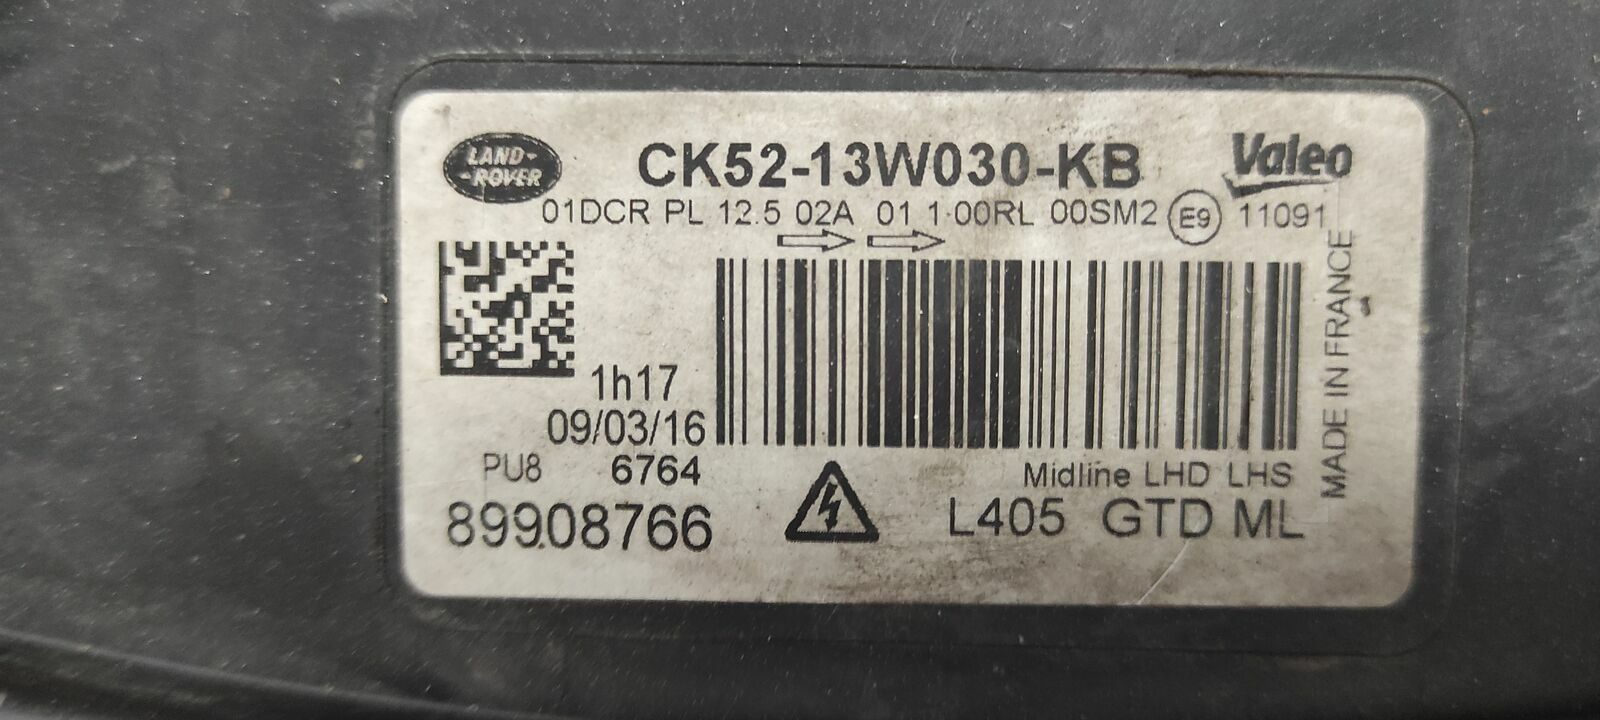 LAND-
-ROVER
CK52-13W030-KB
Valeo
01DCR PL 12.5 02A 01 1.00RL 00SM2 E9 11091
1h17
09/03/16
PU8 6764
89908766
Midline LHD LHS
L405 GTD ML
MADE IN FRANCE